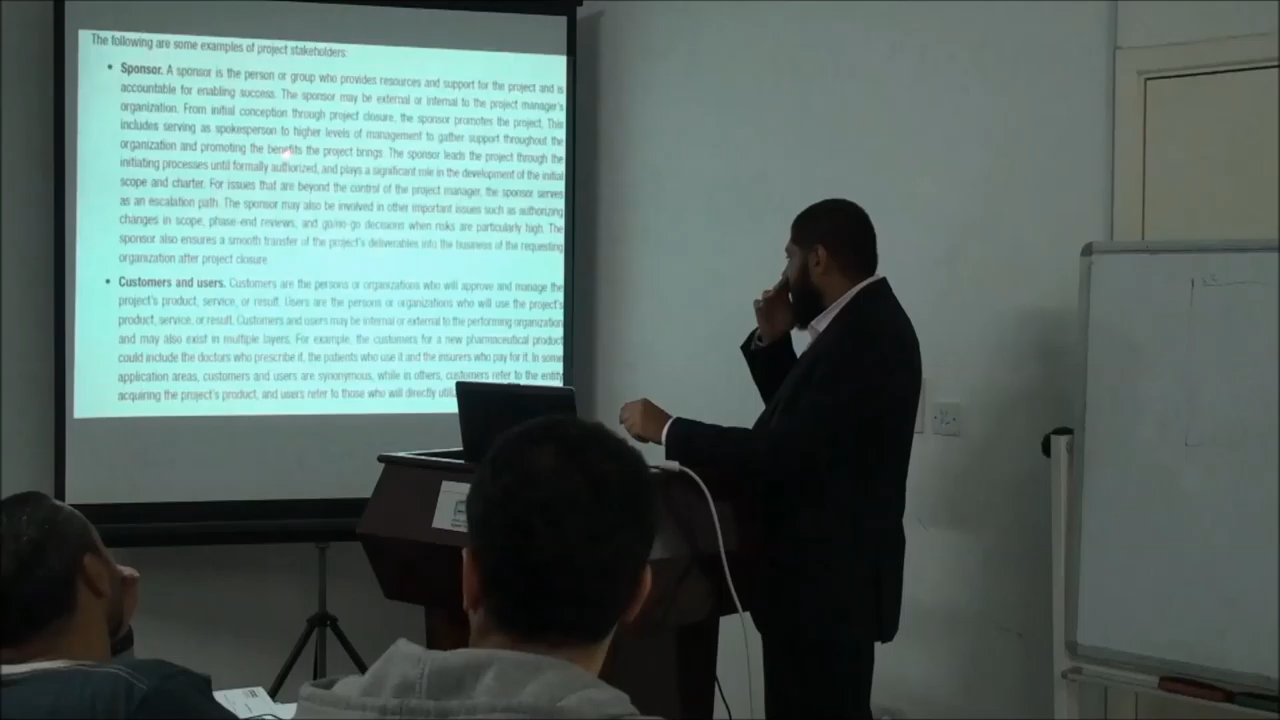 The following are some examples of project stakeholders:
• Sponsor. A sponsor is the person or group who provides resources and support for the project and is
accountable for enabling success. The sponsor may be external or internal to the project manager's
organization. From initial conception through project closure, the sponsor promotes the project. This
includes serving as spokesperson to higher levels of management to gather support throughout the
organization and promoting the benefits the project brings. The sponsor leads the project through the
initiating processes until formally authorized, and plays a significant role in the development of the initial
scope and charter. For issues that are beyond the control of the project manager, the sponsor serves
as an escalation path. The sponsor may also be involved in other important issues such as authorizing
changes in scope, phase-end reviews, and go/no-go decisions when risks are particularly high. The
sponsor also ensures a smooth transfer of the project's deliverables into the business of the requesting
organization after project closure.
• Customers and users. Customers are the persons or organizations who will approve and manage the
project's product, service, or result. Users are the persons or organizations who will use the project's
product, service, or result. Customers and users may be internal or external to the performing organization
and may also exist in multiple layers. For example, the customers for a new pharmaceutical product
could include the doctors who prescribe it, the patients who use it and the insurers who pay for it. In some
application areas, customers and users are synonymous, while in others, customers refer to the entity
acquiring the project's product, and users refer to those who will directly